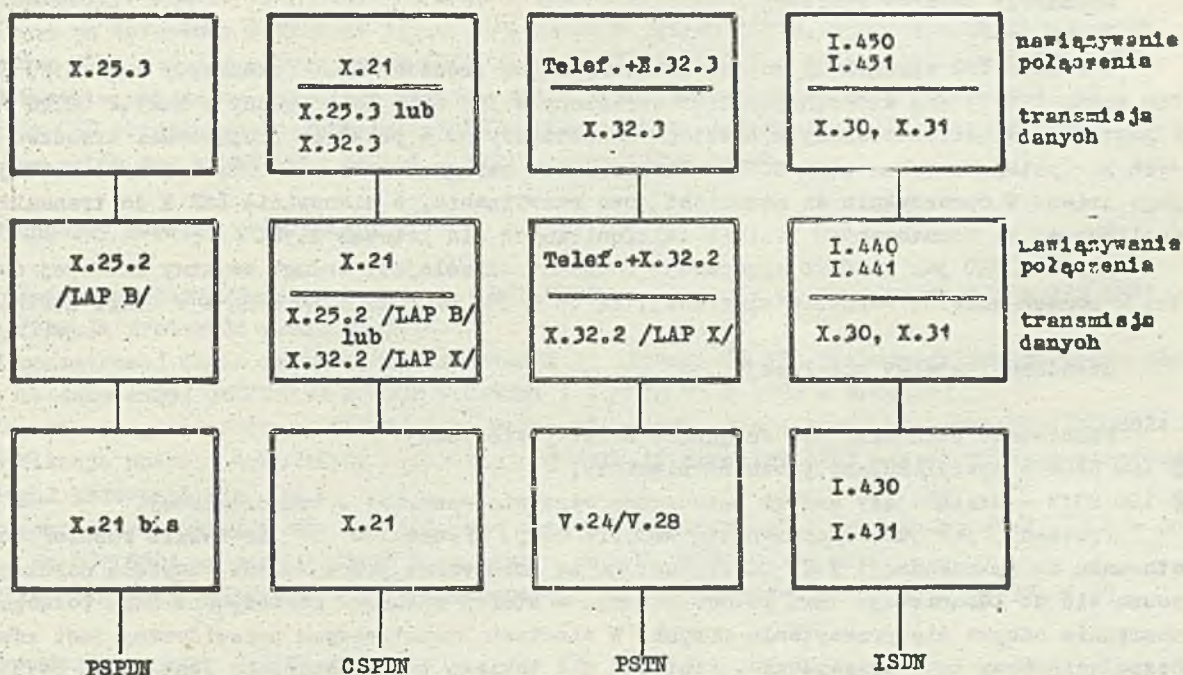 X.25.3
X.21
X.25.3 lub
X.32.3
Telef.+X.32.3
X.32.3
I.450
I.451
X.30, X.31
nawiązywanie
połączenia
transmisja
danych
X.25.2
/LAP B/
X.21
X.25.2 /LAP B/
lub
X.32.2 /LAP X/
Telef.+X.32.2
X.32.2 /LAP X/
I.440
I.441
X.30, X.31
nawiązywanie
połączenia
transmisja
danych
X.21 bis
X.21
V.24/V.28
I.430
I.431
PSPDN
CSPDN
PSTN
ISDN